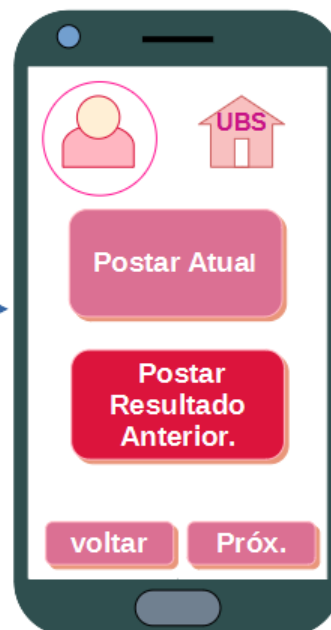 UBS
Postar Atual
Postar
Resultado
Anterior.
voltar
Próx.